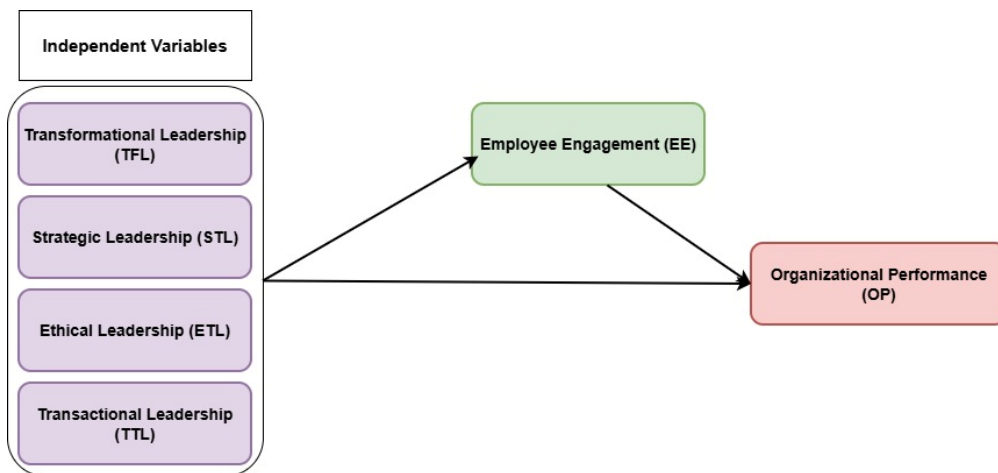 Independent Variables
Transformational Leadership
(TFL)
Strategic Leadership (STL)
Ethical Leadership (ETL)
Transactional Leadership
(TTL)
Employee Engagement (EE)
Organizational Performance
(OP)